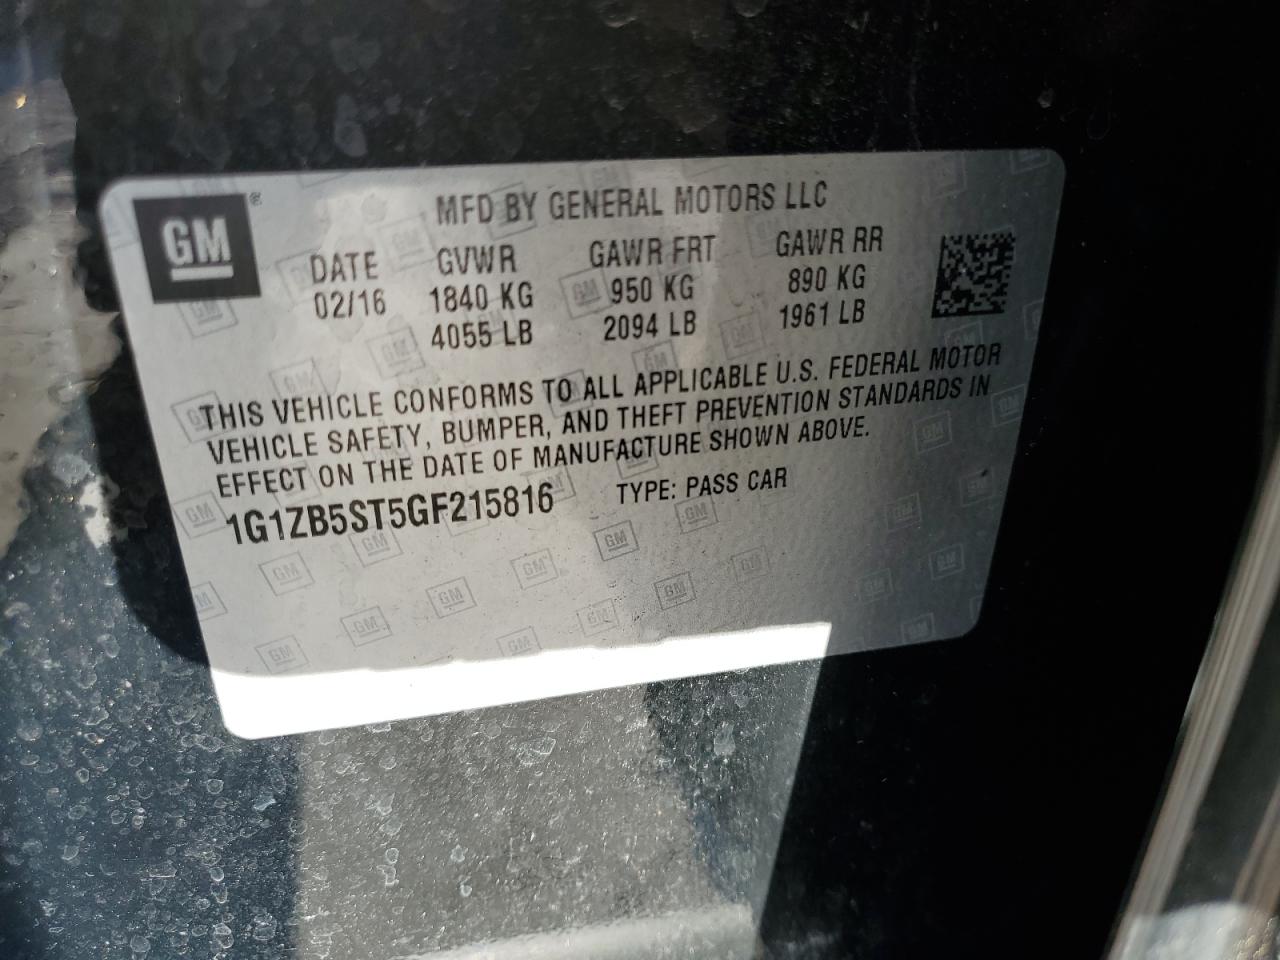 GM ®
MFD BY GENERAL MOTORS LLC
DATE GVWR GAWR FRT GAWR RR
02/16 1840 KG 950 KG 890 KG
4055 LB 2094 LB 1961 LB
THIS VEHICLE CONFORMS TO ALL APPLICABLE U.S. FEDERAL MOTOR
VEHICLE SAFETY, BUMPER, AND THEFT PREVENTION STANDARDS IN
EFFECT ON THE DATE OF MANUFACTURE SHOWN ABOVE.
1G1ZB5ST5GF215816 TYPE: PASS CAR